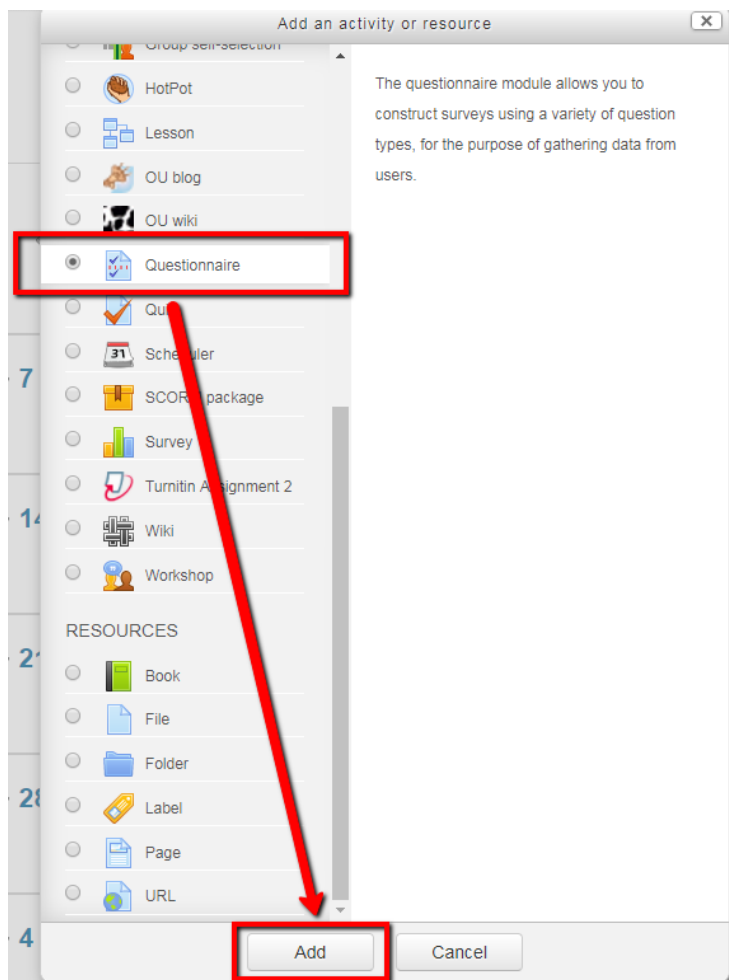 Add an activity or resource
Group self-selection
HotPot
Lesson
OU blog
OU wiki
Questionnaire
Qui
Scheduler
SCORM package
Survey
Turnitin Assignment 2
Wiki
Workshop
RESOURCES
Book
File
Folder
Label
Page
URL
The questionnaire module allows you to
construct surveys using a variety of question
types, for the purpose of gathering data from
users.
Add
Cancel
7
14
21
28
4
31